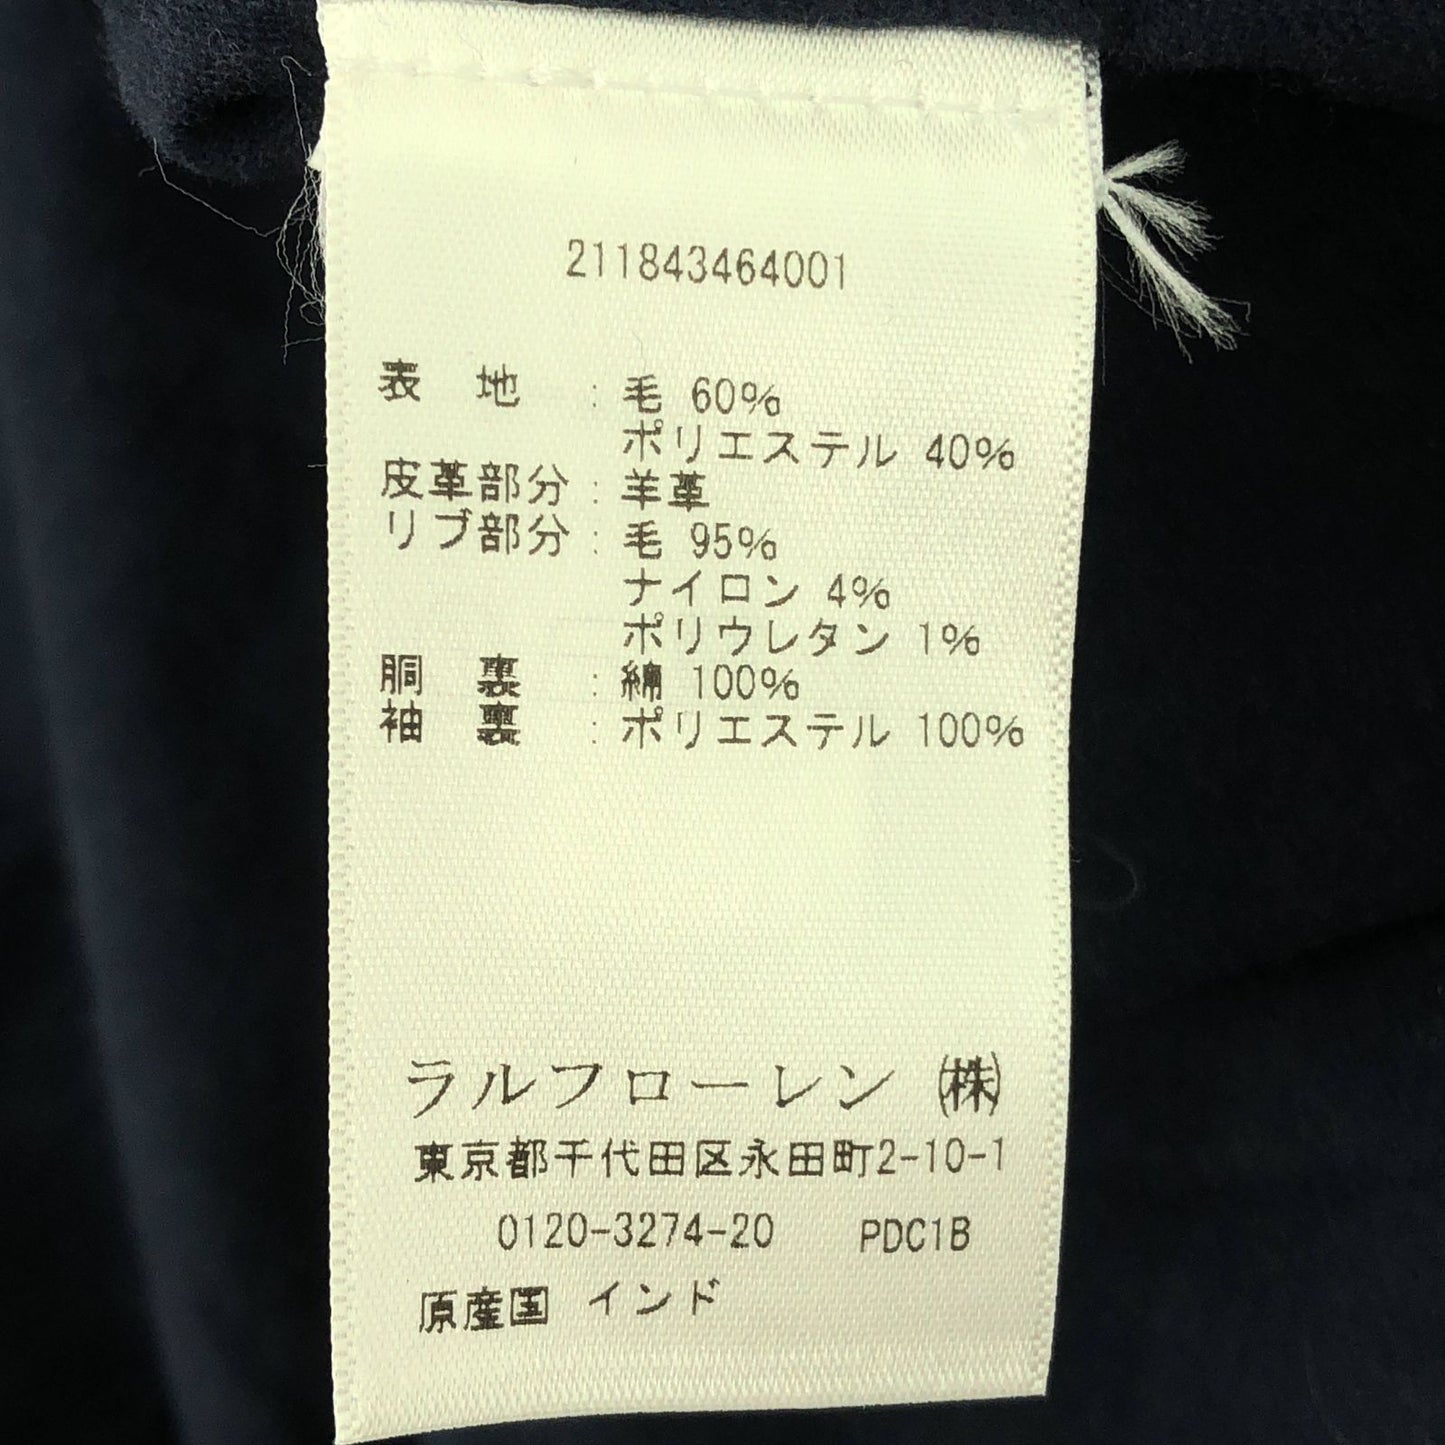 211843464001
表 地 : 毛 60%
ポリエステル 40%
皮革部分 : 羊革
リブ部分 : 毛 95%
ナイロン 4%
ポリウレタン 1%
胴 裏 : 綿 100%
袖 裏 : ポリエステル 100%
ラルフローレン ㈱
東京都千代田区永田町2-10-1
0120-3274-20 PDC1B
原産国 インド